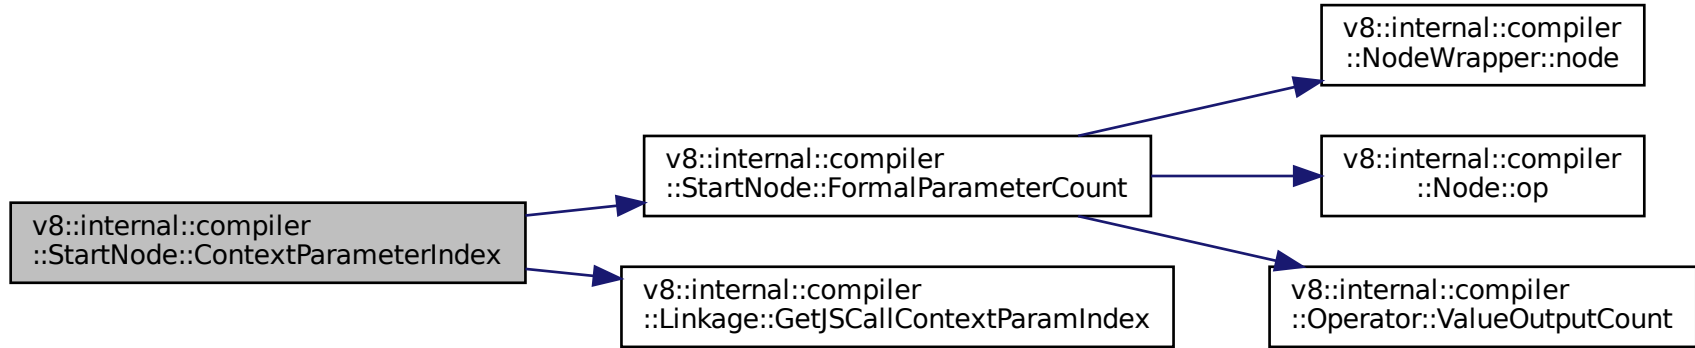 v8::internal::compiler
::StartNode::ContextParameterIndex
v8::internal::compiler
::StartNode::FormalParameterCount
v8::internal::compiler
::Linkage::GetJSCallContextParamIndex
v8::internal::compiler
::NodeWrapper::node
v8::internal::compiler
::Node::op
v8::internal::compiler
::Operator::ValueOutputCount